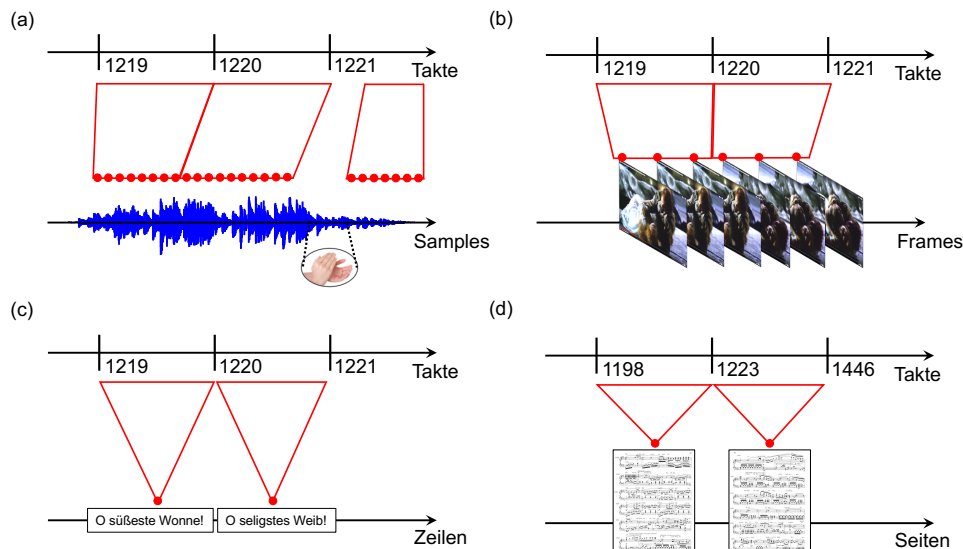 (a)
1219 1220 1221 Takte
Samples
(b)
1219 1220 1221 Takte
Frames
(c)
1219 1220 1221 Takte
O süßeste Wonne! O seligstes Weib!
Zeilen
(d)
1198 1223 1446 Takte
Seiten